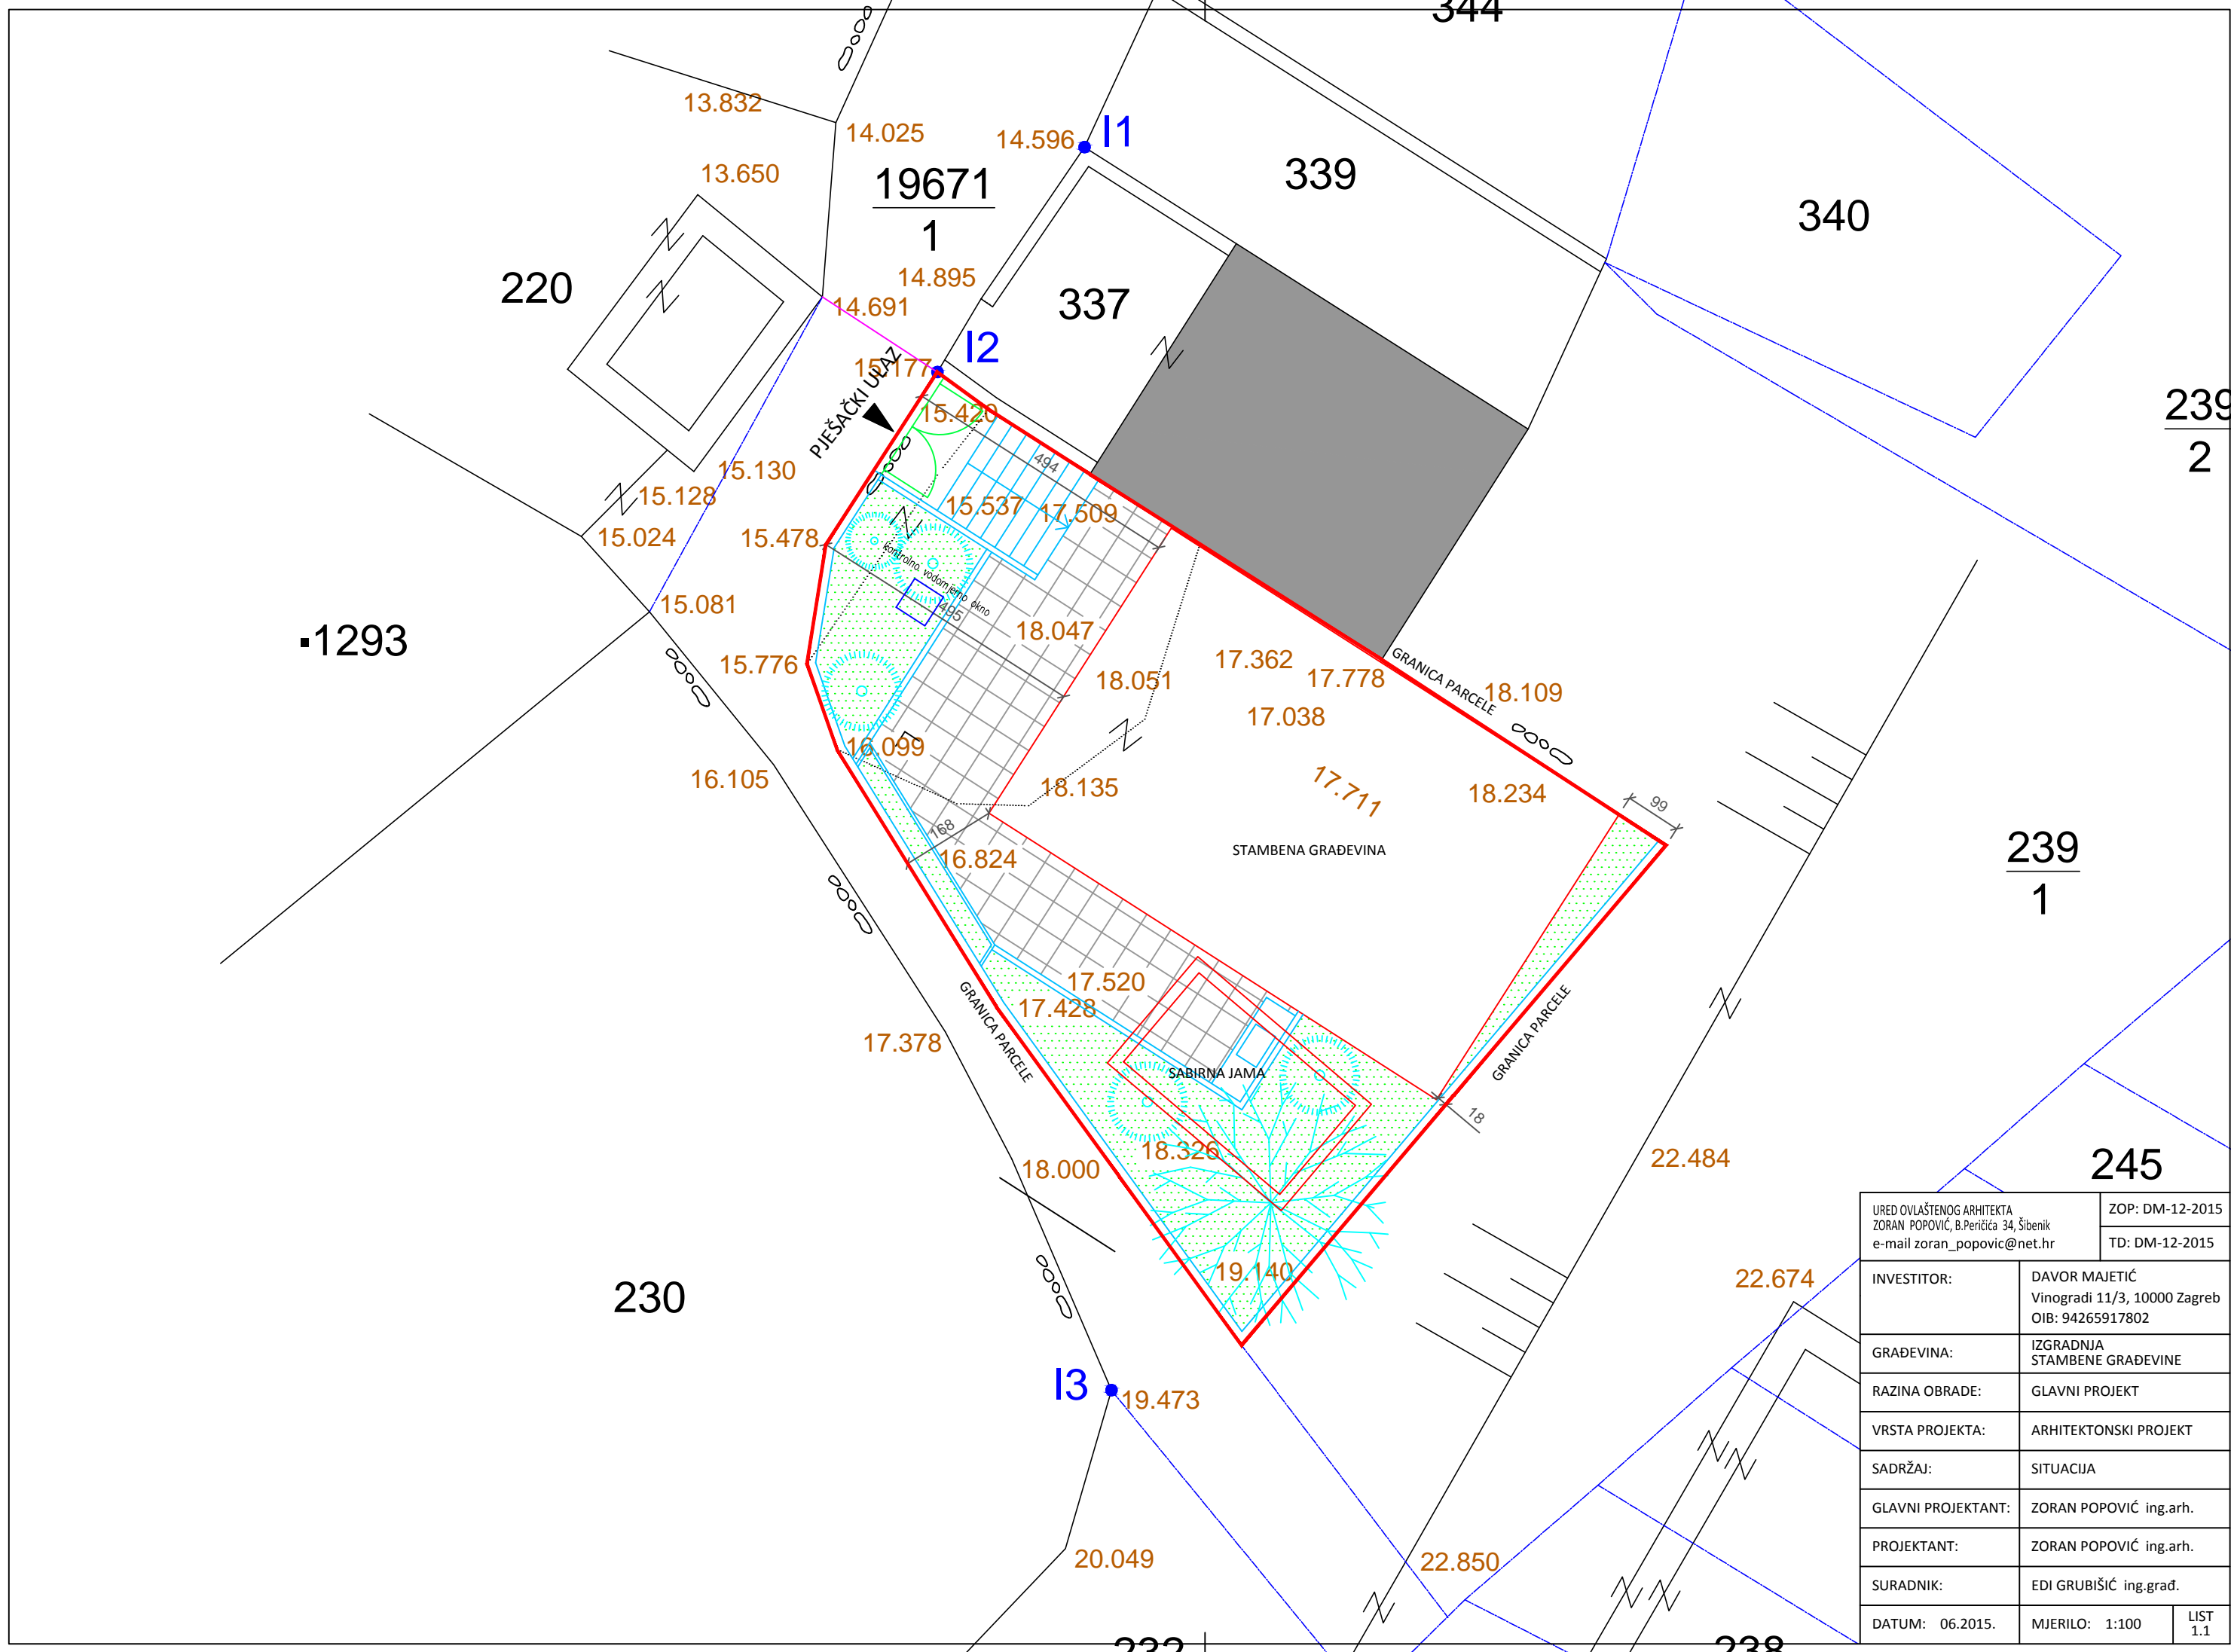 344
13.832
14.025
14.596
I1
13.650
19671
1
339
340
14.895
220
14.691
337
I2
15.177
PJEŠAČKI ULAZ
15.420
239
2
494
15.130
15.128
15.537
17.509
15.024
15.478
kontrolno vodomjerno okno
495
15.081
18.047
1293
15.776
18.051
17.362
17.778
GRANICA PARCELE
18.109
17.038
16.099
16.105
18.135
17.711
18.234
99
168
16.824
STAMBENA GRAĐEVINA
239
1
17.520
17.428
GRANICA PARCELE
GRANICA PARCELE
17.378
SABIRNA JAMA
18
18.326
18.000
22.484
245
19.140
22.674
230
I3
19.473
20.049
22.850
232
238
URED OVLAŠTENOG ARHITEKTA
ZORAN POPOVIĆ, B.Peričića 34, Šibenik
e-mail zoran_popovic@net.hr
ZOP: DM-12-2015
TD: DM-12-2015
INVESTITOR:
DAVOR MAJETIĆ
Vinogradi 11/3, 10000 Zagreb
OIB: 94265917802
GRAĐEVINA:
IZGRADNJA
STAMBENE GRAĐEVINE
RAZINA OBRADE:
GLAVNI PROJEKT
VRSTA PROJEKTA:
ARHITEKTONSKI PROJEKT
SADRŽAJ:
SITUACIJA
GLAVNI PROJEKTANT:
ZORAN POPOVIĆ ing.arh.
PROJEKTANT:
ZORAN POPOVIĆ ing.arh.
SURADNIK:
EDI GRUBIŠIĆ ing.građ.
DATUM: 06.2015.
MJERILO: 1:100
LIST
1.1